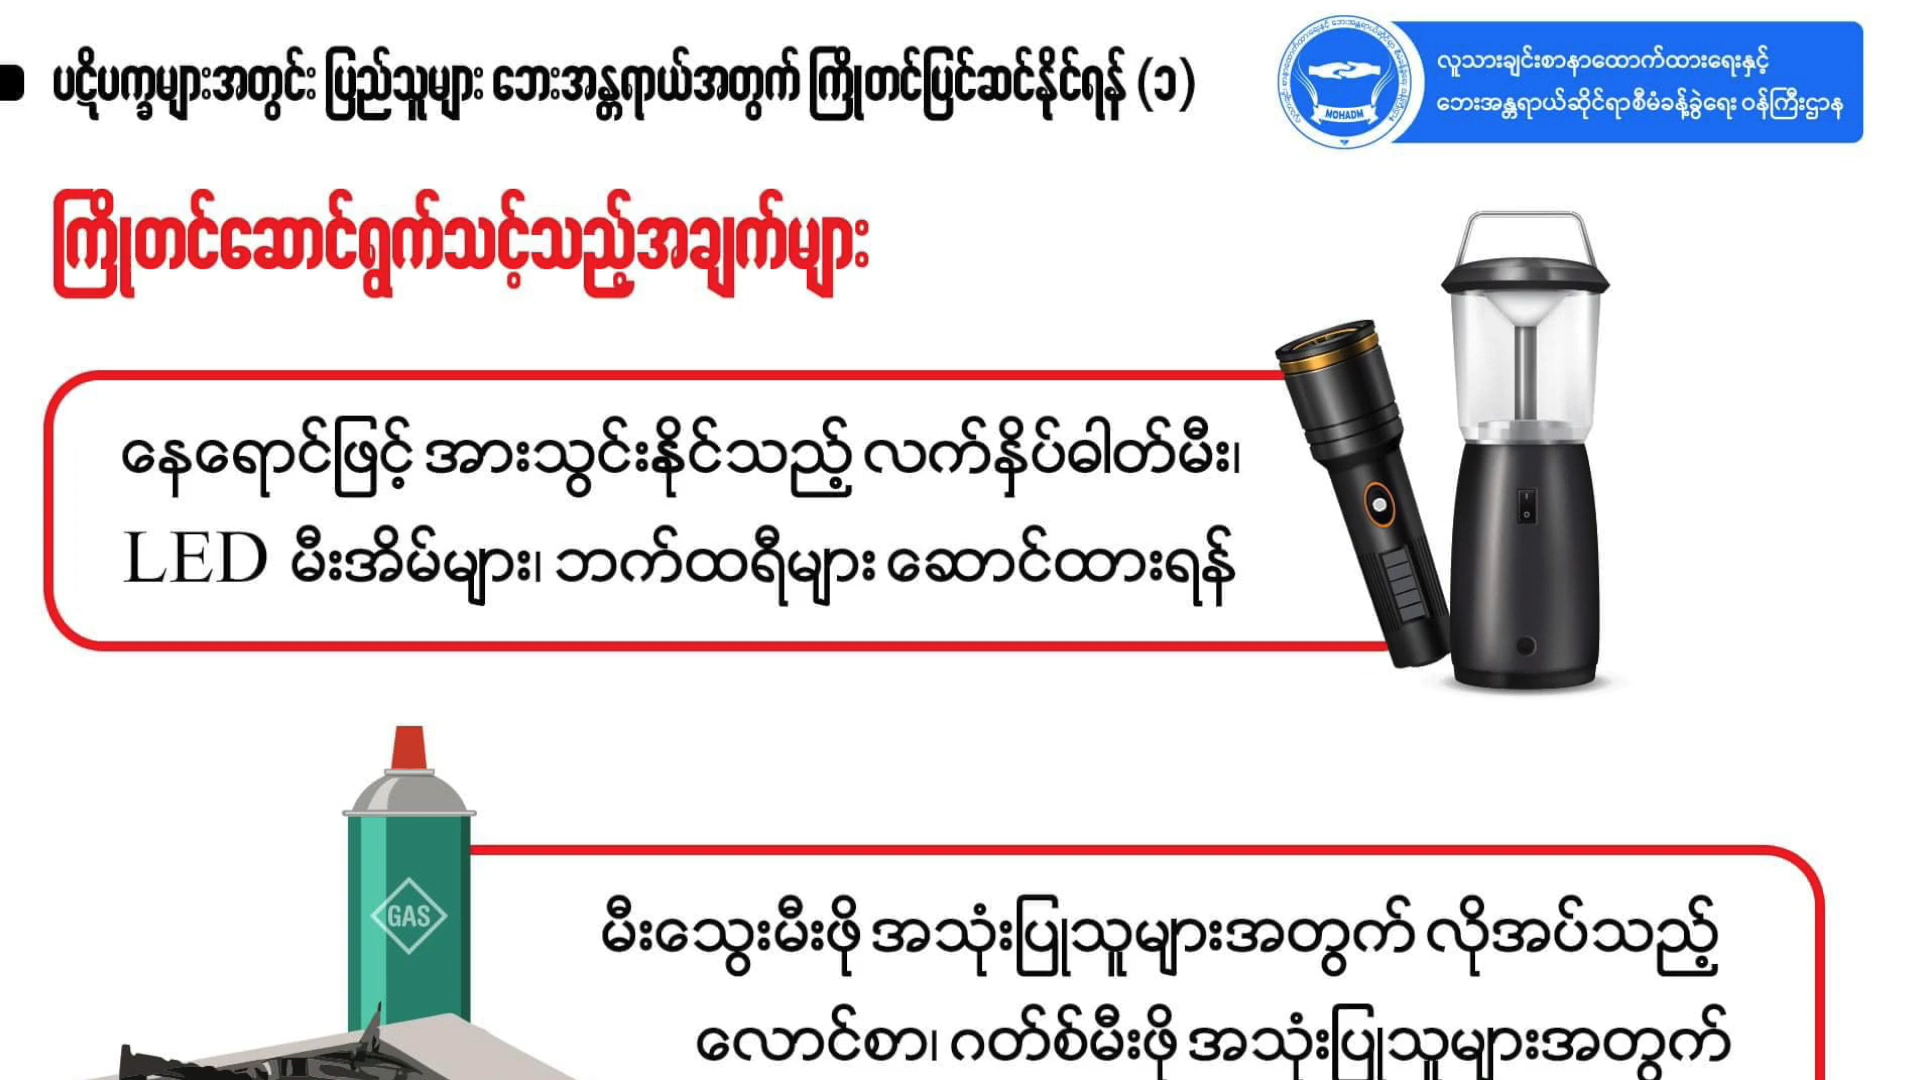 ပဋိပက္ခများအတွင်း ပြည်သူများ ဘေးအန္တရာယ်အတွက် ကြိုတင်ပြင်ဆင်နိုင်ရန် (၁)
လူသားချင်းစာနာထောက်ထားရေးနှင့်
ဘေးအန္တရာယ်ဆိုင်ရာစီမံခန့်ခွဲရေး ဝန်ကြီးဌာန
MOHADM
ကြိုတင်ဆောင်ရွက်သင့်သည့်အချက်များ
နေရောင်ဖြင့် အားသွင်းနိုင်သည့် လက်နှိပ်ဓါတ်မီး၊
LED မီးအိမ်များ၊ ဘက်ထရီများ ဆောင်ထားရန်
GAS
မီးသွေးမီးဖို အသုံးပြုသူများအတွက် လိုအပ်သည့်
လောင်စာ၊ ဂတ်စ်မီးဖို အသုံးပြုသူများအတွက်